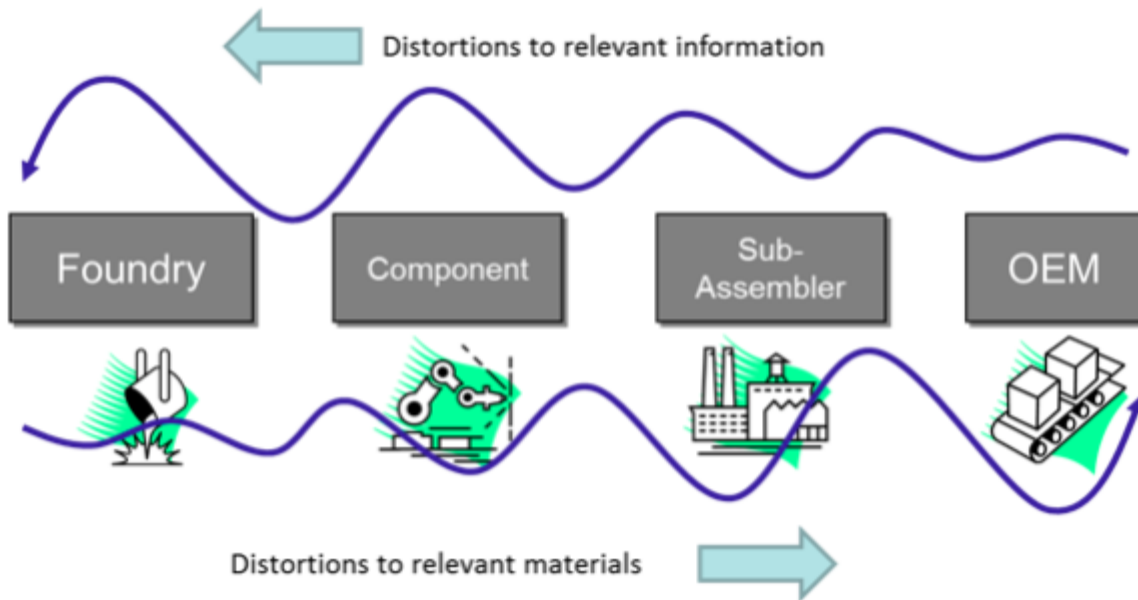 Distortions to relevant information
Foundry
Component
Sub-
Assembler
OEM
Distortions to relevant materials